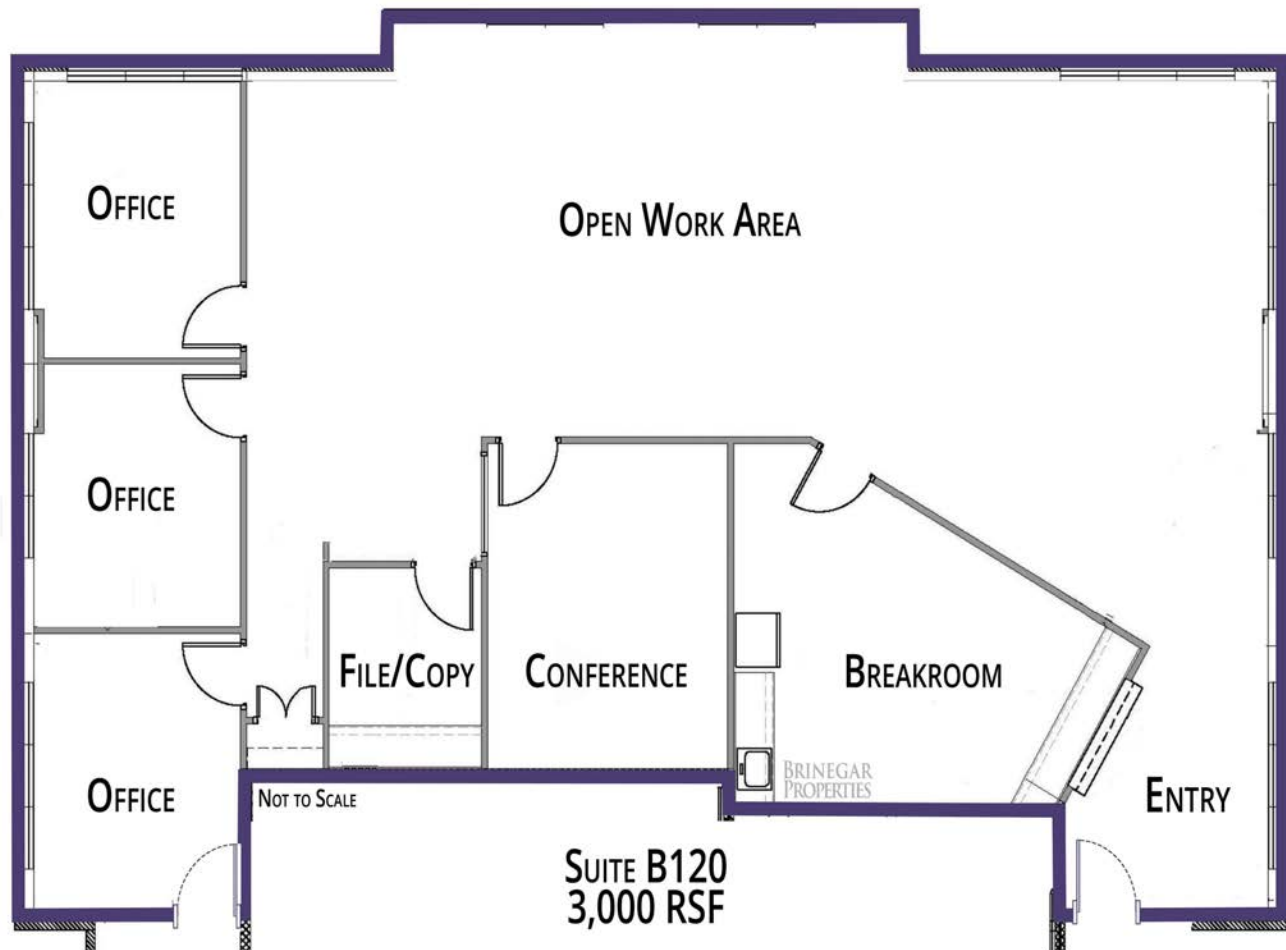 Office
Open Work Area
Office
File/Copy
Conference
Breakroom
Office
Not to Scale
Brinegar
Properties
Entry
Suite B120
3,000 RSF